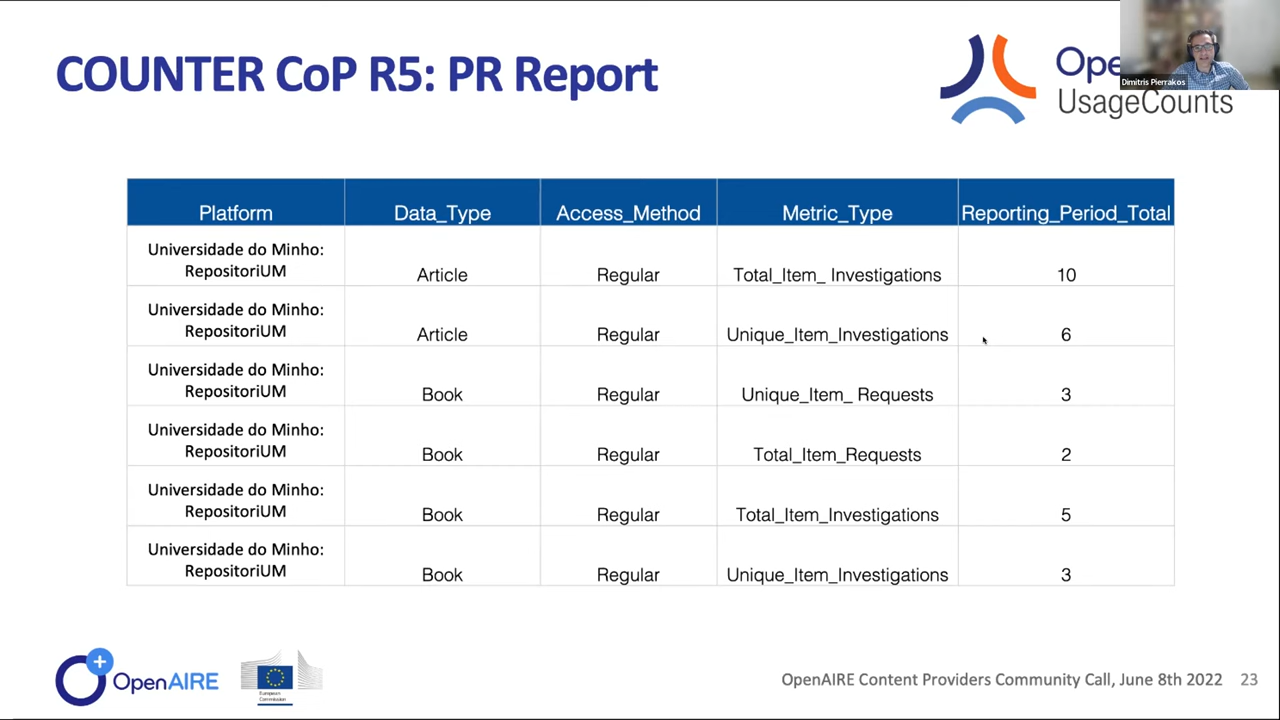 COUNTER CoP R5: PR Report
Ope
UsageCounts
Dimitris Pierrakos
Platform Data_Type Access_Method Metric_Type Reporting_Period_Total
Universidade do Minho:
RepositoriUM Article Regular Total_Item_ Investigations 10
Universidade do Minho:
RepositoriUM Article Regular Unique_Item_Investigations 6
Universidade do Minho:
RepositoriUM Book Regular Unique_Item_ Requests 3
Universidade do Minho:
RepositoriUM Book Regular Total_Item_Requests 2
Universidade do Minho:
RepositoriUM Book Regular Total_Item_Investigations 5
Universidade do Minho:
RepositoriUM Book Regular Unique_Item_Investigations 3
OpenAIRE
European
Commission
OpenAIRE Content Providers Community Call, June 8th 2022 23